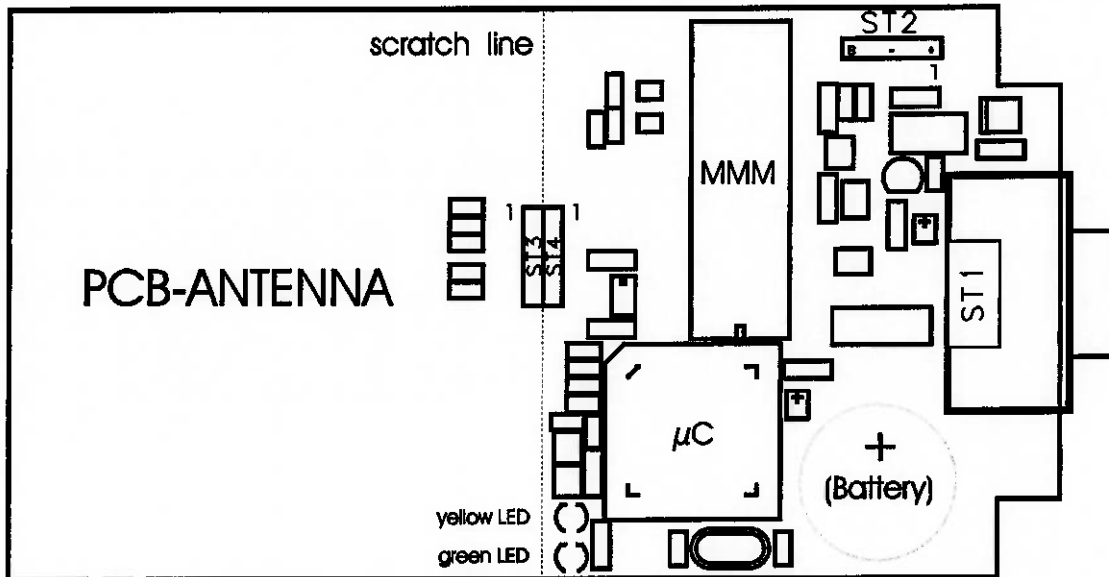 scratch line
ST2
B - +
1
MMM
1
1
ST3
ST4
PCB-ANTENNA
ST1
+
μC
+
+
(Battery)
yellow LED
green LED